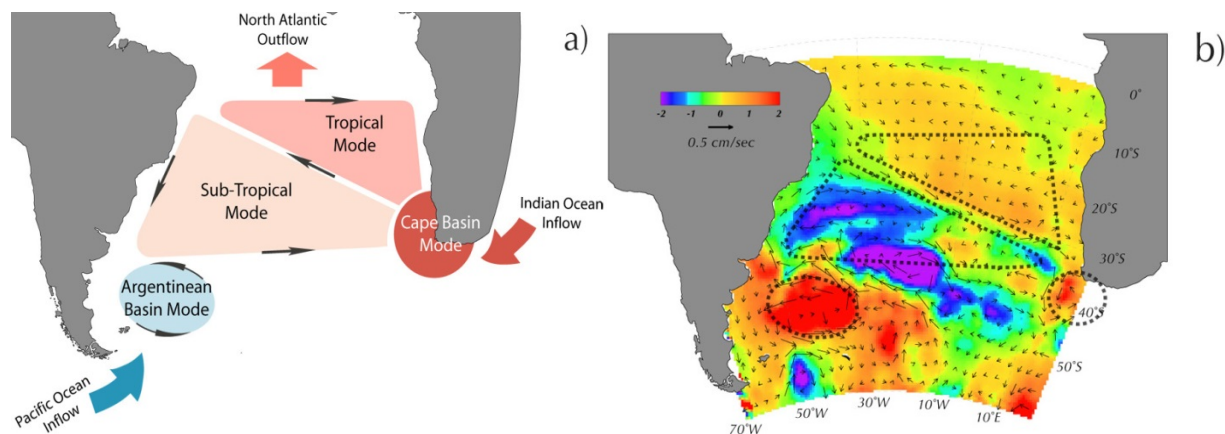 North Atlantic
Outflow
a)
Tropical
Mode
Sub-Tropical
Mode
Cape Basin
Mode
Indian Ocean
Inflow
Argentinean
Basin Mode
Pacific Ocean
Inflow
b)
-2 -1 0 1 2
0.5 cm/sec
0°
10°S
20°S
30°S
40°S
50°S
70°W
50°W
30°W
10°W
10°E